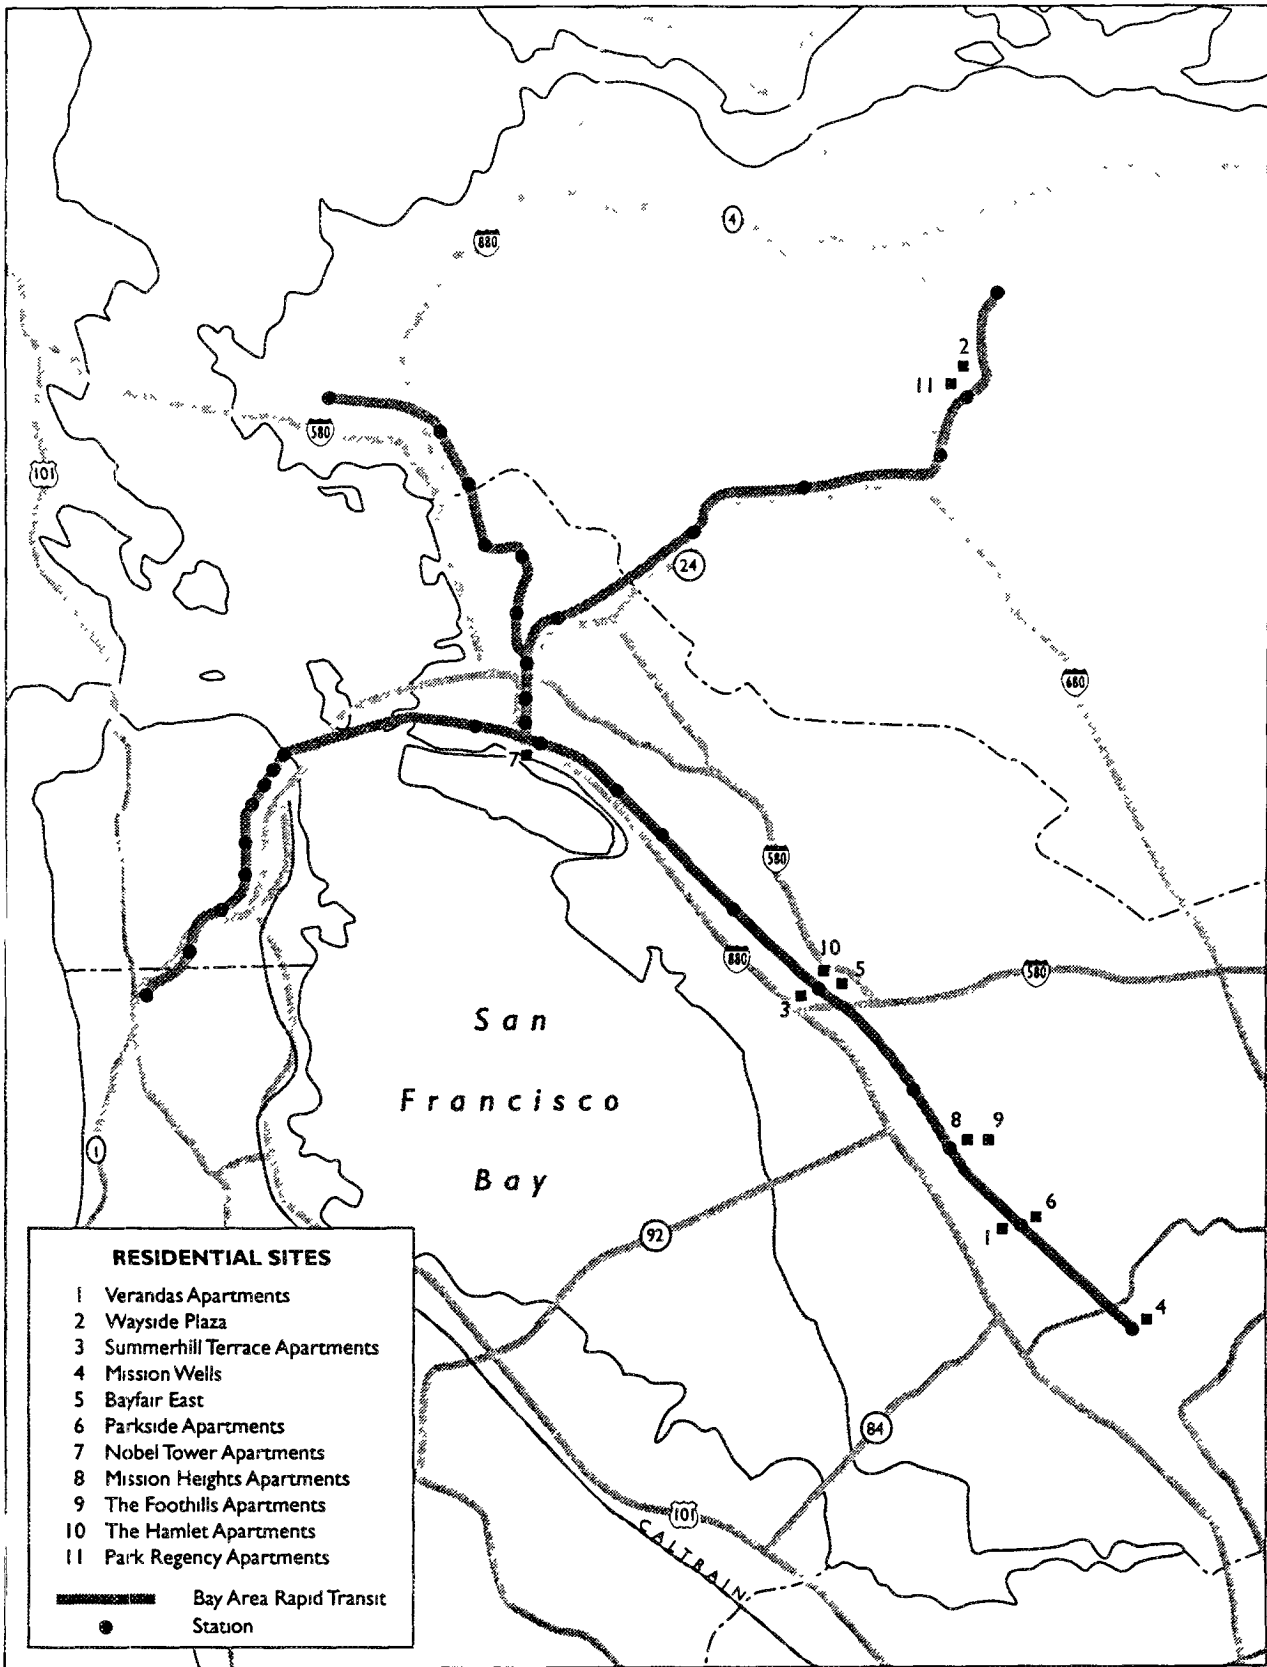 880
4
2
11
580
101
24
680
7
580
10
5
880
580
3
San
Francisco
8
9
1
Bay
6
92
1
4
84
101
CALTRAIN
RESIDENTIAL SITES
1 Verandas Apartments
2 Wayside Plaza
3 Summerhill Terrace Apartments
4 Mission Wells
5 Bayfair East
6 Parkside Apartments
7 Nobel Tower Apartments
8 Mission Heights Apartments
9 The Foothills Apartments
10 The Hamlet Apartments
11 Park Regency Apartments
Bay Area Rapid Transit
Station